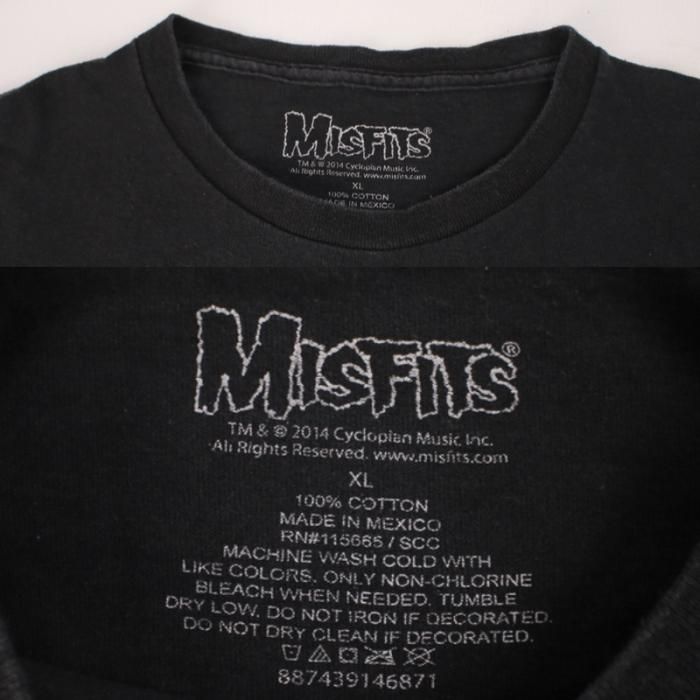 MISFITS®
TM & © 2014 Cyclopian Music Inc.
All Rights Reserved. www.misfits.com
XL
100% COTTON
MADE IN MEXICO
MISFITS®
TM & © 2014 Cyclopian Music Inc.
All Rights Reserved. www.misfits.com
XL
100% COTTON
MADE IN MEXICO
RN#115665 / SCC
MACHINE WASH COLD WITH
LIKE COLORS. ONLY NON-CHLORINE
BLEACH WHEN NEEDED. TUMBLE
DRY LOW. DO NOT IRON IF DECORATED.
DO NOT DRY CLEAN IF DECORATED.
887439146871